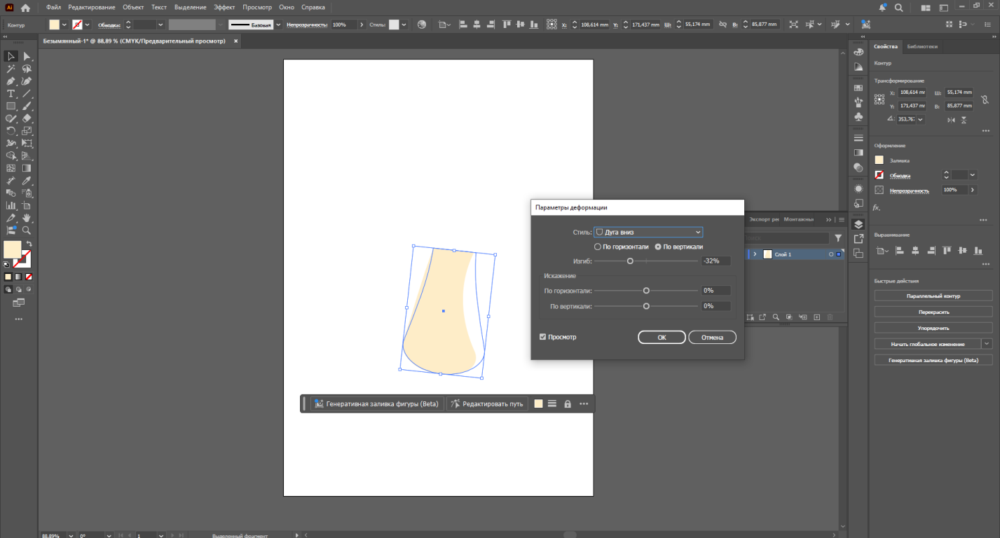 Ai Файл Редактирование Объект Текст Выделение Эффект Просмотр Окно Справка
Контур Обводка: Базовая Непрозрачность: 100% Стиль: X: 108,614 mm Y: 171,437 mm Ш: 55,174 mm В: 85,877 mm
Безымянный-1* @ 88,89 % (CMYK/Предварительный просмотр) ×
Свойства Библиотеки
Контур
Трансформирование
X: 108,614 mr Ш: 55,174 mm
Y: 171,437 mr В: 85,877 mm
353,767
Оформление
Заливка
Обводка
Непрозрачность 100%
fx.
Выравнивание
Быстрые действия
Параллельный контур
Перекрасить
Упорядочить
Начать глобальное изменение
Генеративная заливка фигуры (Beta)
Экспорт рес Монтажны
Слой 1
Параметры деформации
Стиль: Дуга вниз
По горизонтали По вертикали
Изгиб: -32%
Искажение
По горизонтали: 0%
По вертикали: 0%
Просмотр ОК Отмена
Генеративная заливка фигуры (Beta) Редактировать путь
88,89% 0° 1 Выделенный фрагмент